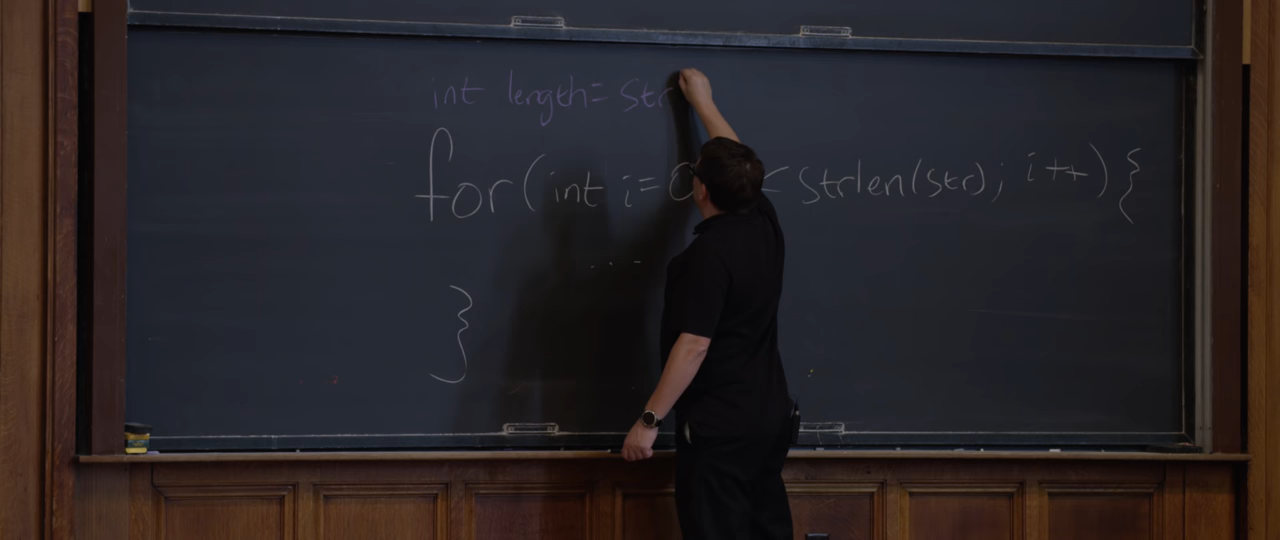 int length= str
for(int i=0 < strlen(str); i++){
...
}